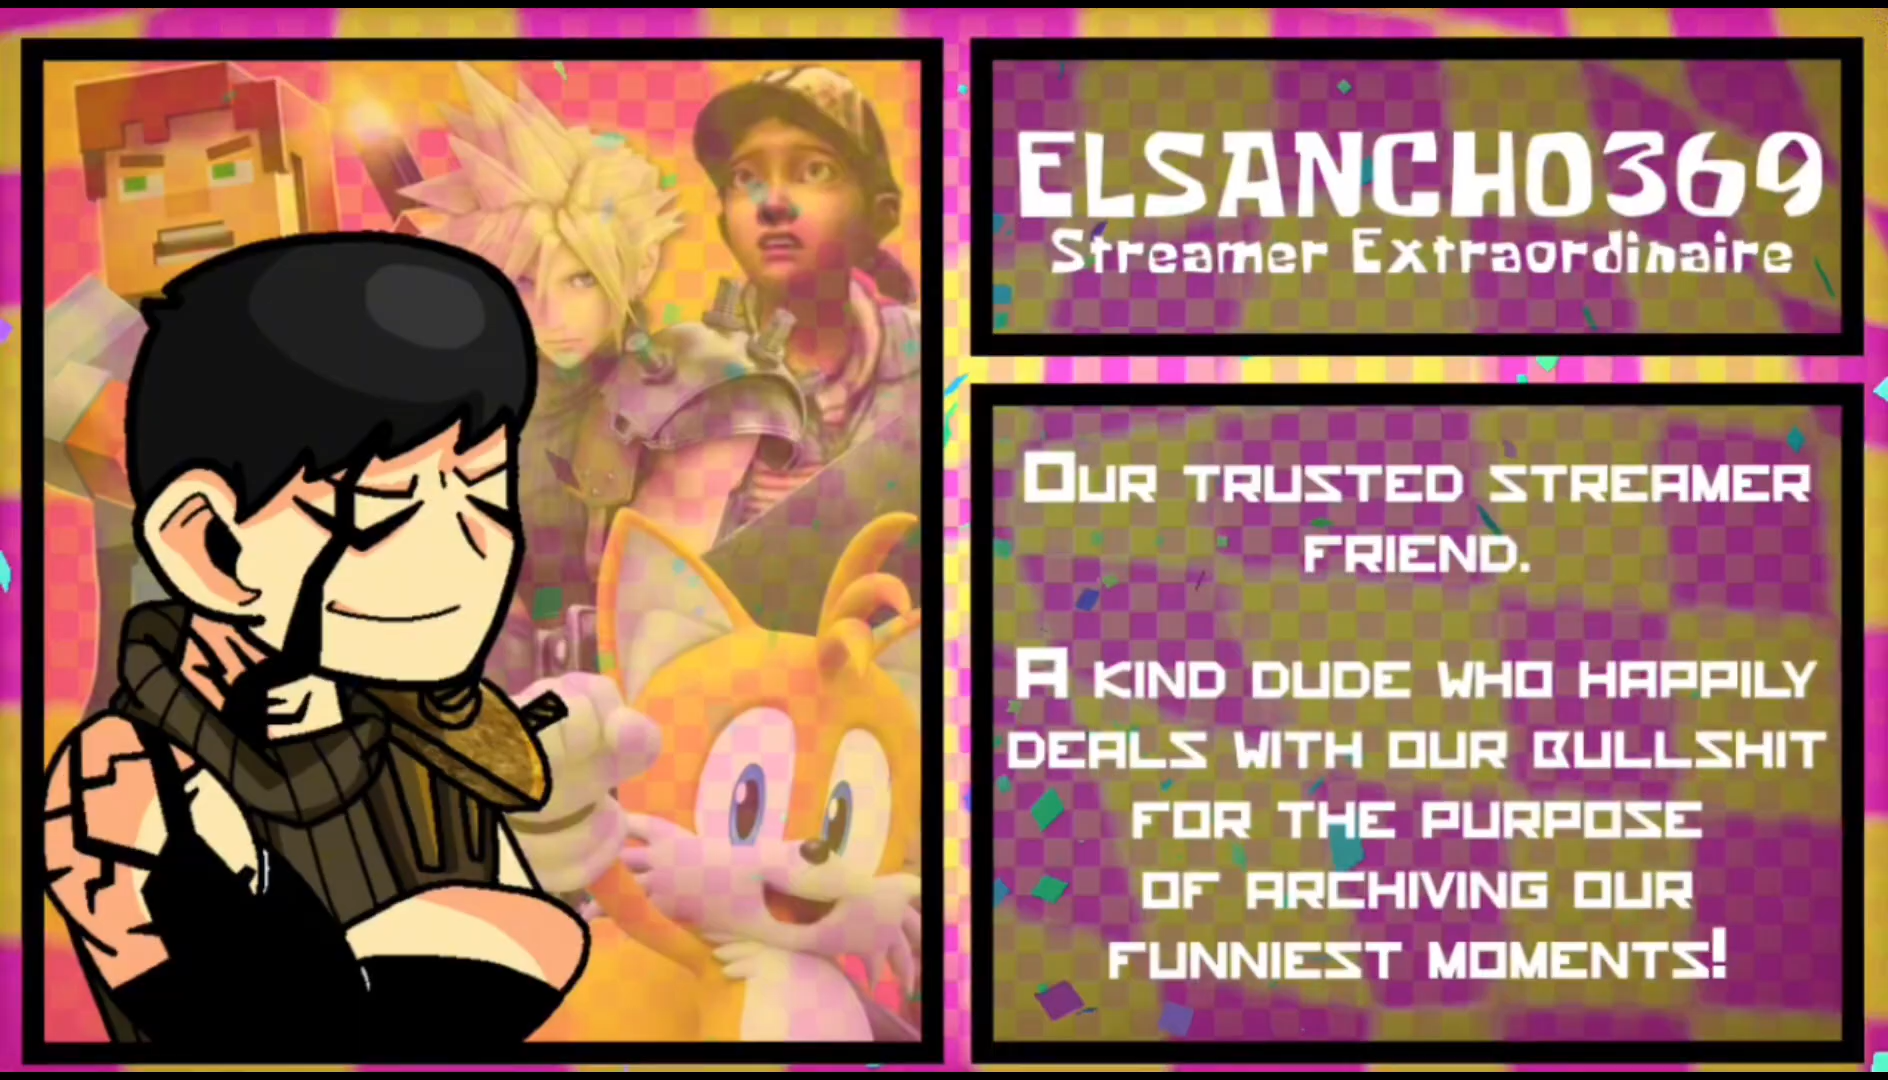 ELSANCHO369
Streamer Extraordinaire
OUR TRUSTED STREAMER
FRIEND.
A KIND DUDE WHO HAPPILY
DEALS WITH OUR BULLSHIT
FOR THE PURPOSE
OF ARCHIVING OUR
FUNNIEST MOMENTS!